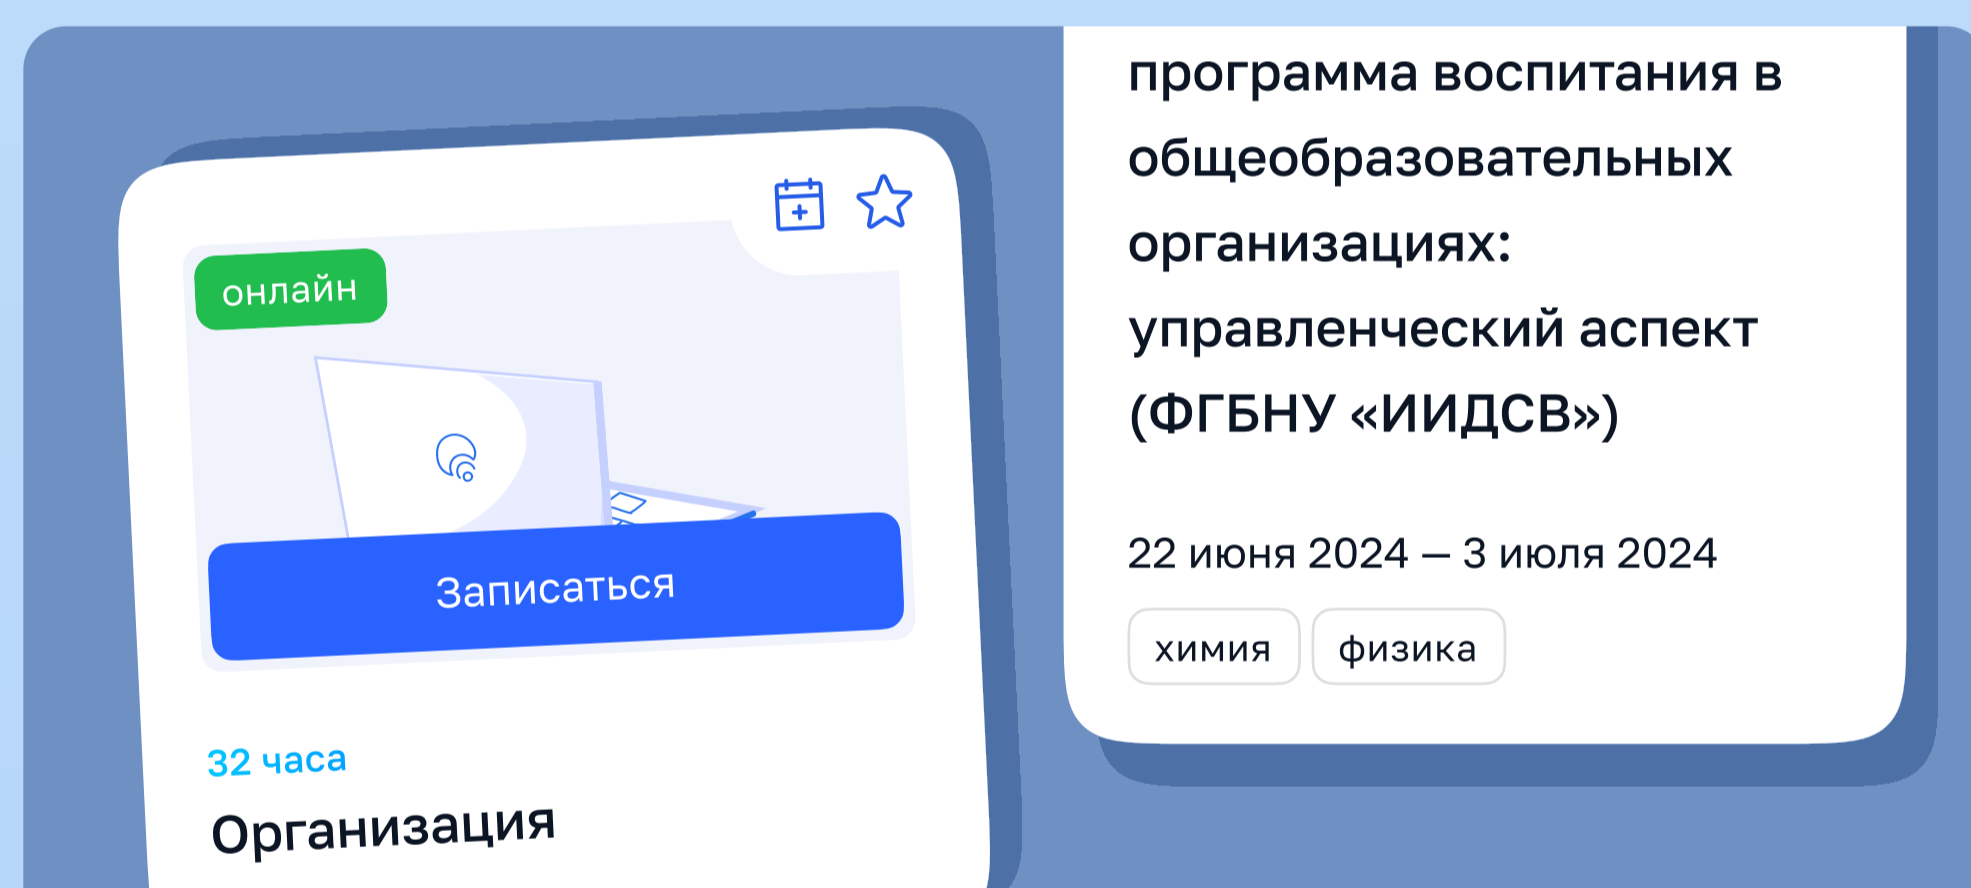 онлайн
Записаться
32 часа
Организация
программа воспитания в
общеобразовательных
организациях:
управленческий аспект
(ФГБНУ «ИИДСВ»)
22 июня 2024 — 3 июля 2024
химия
физика